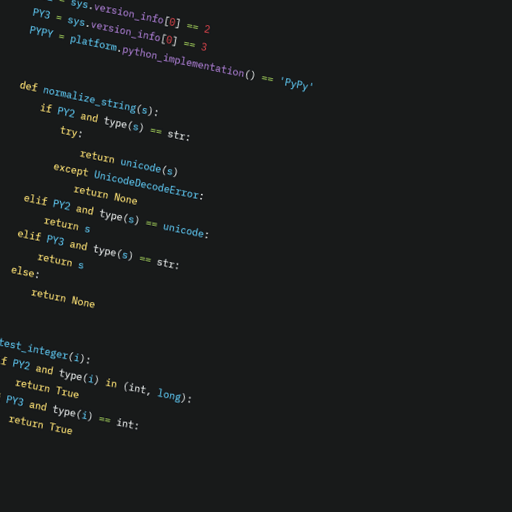 = sys.version_info[0] == 2
PY3 = sys.version_info[0] == 3
PYPY = platform.python_implementation() == 'PyPy'
def normalize_string(s):
if PY2 and type(s) == str:
try:
return unicode(s)
except UnicodeDecodeError:
return None
elif PY2 and type(s) == unicode:
return s
elif PY3 and type(s) == str:
return s
else:
return None
test_integer(i):
f PY2 and type(i) in (int, long):
return True
PY3 and type(i) == int:
return True